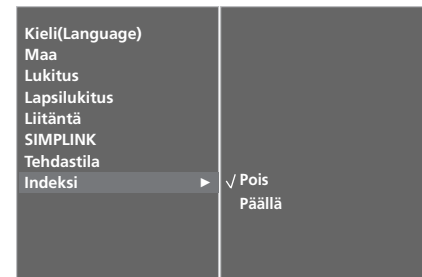 Kieli(Language)
Maa
Lukitus
Lapsilukitus
Liitäntä
SIMPLINK
Tehdastila
Indeksi ► √ Pois
Päällä